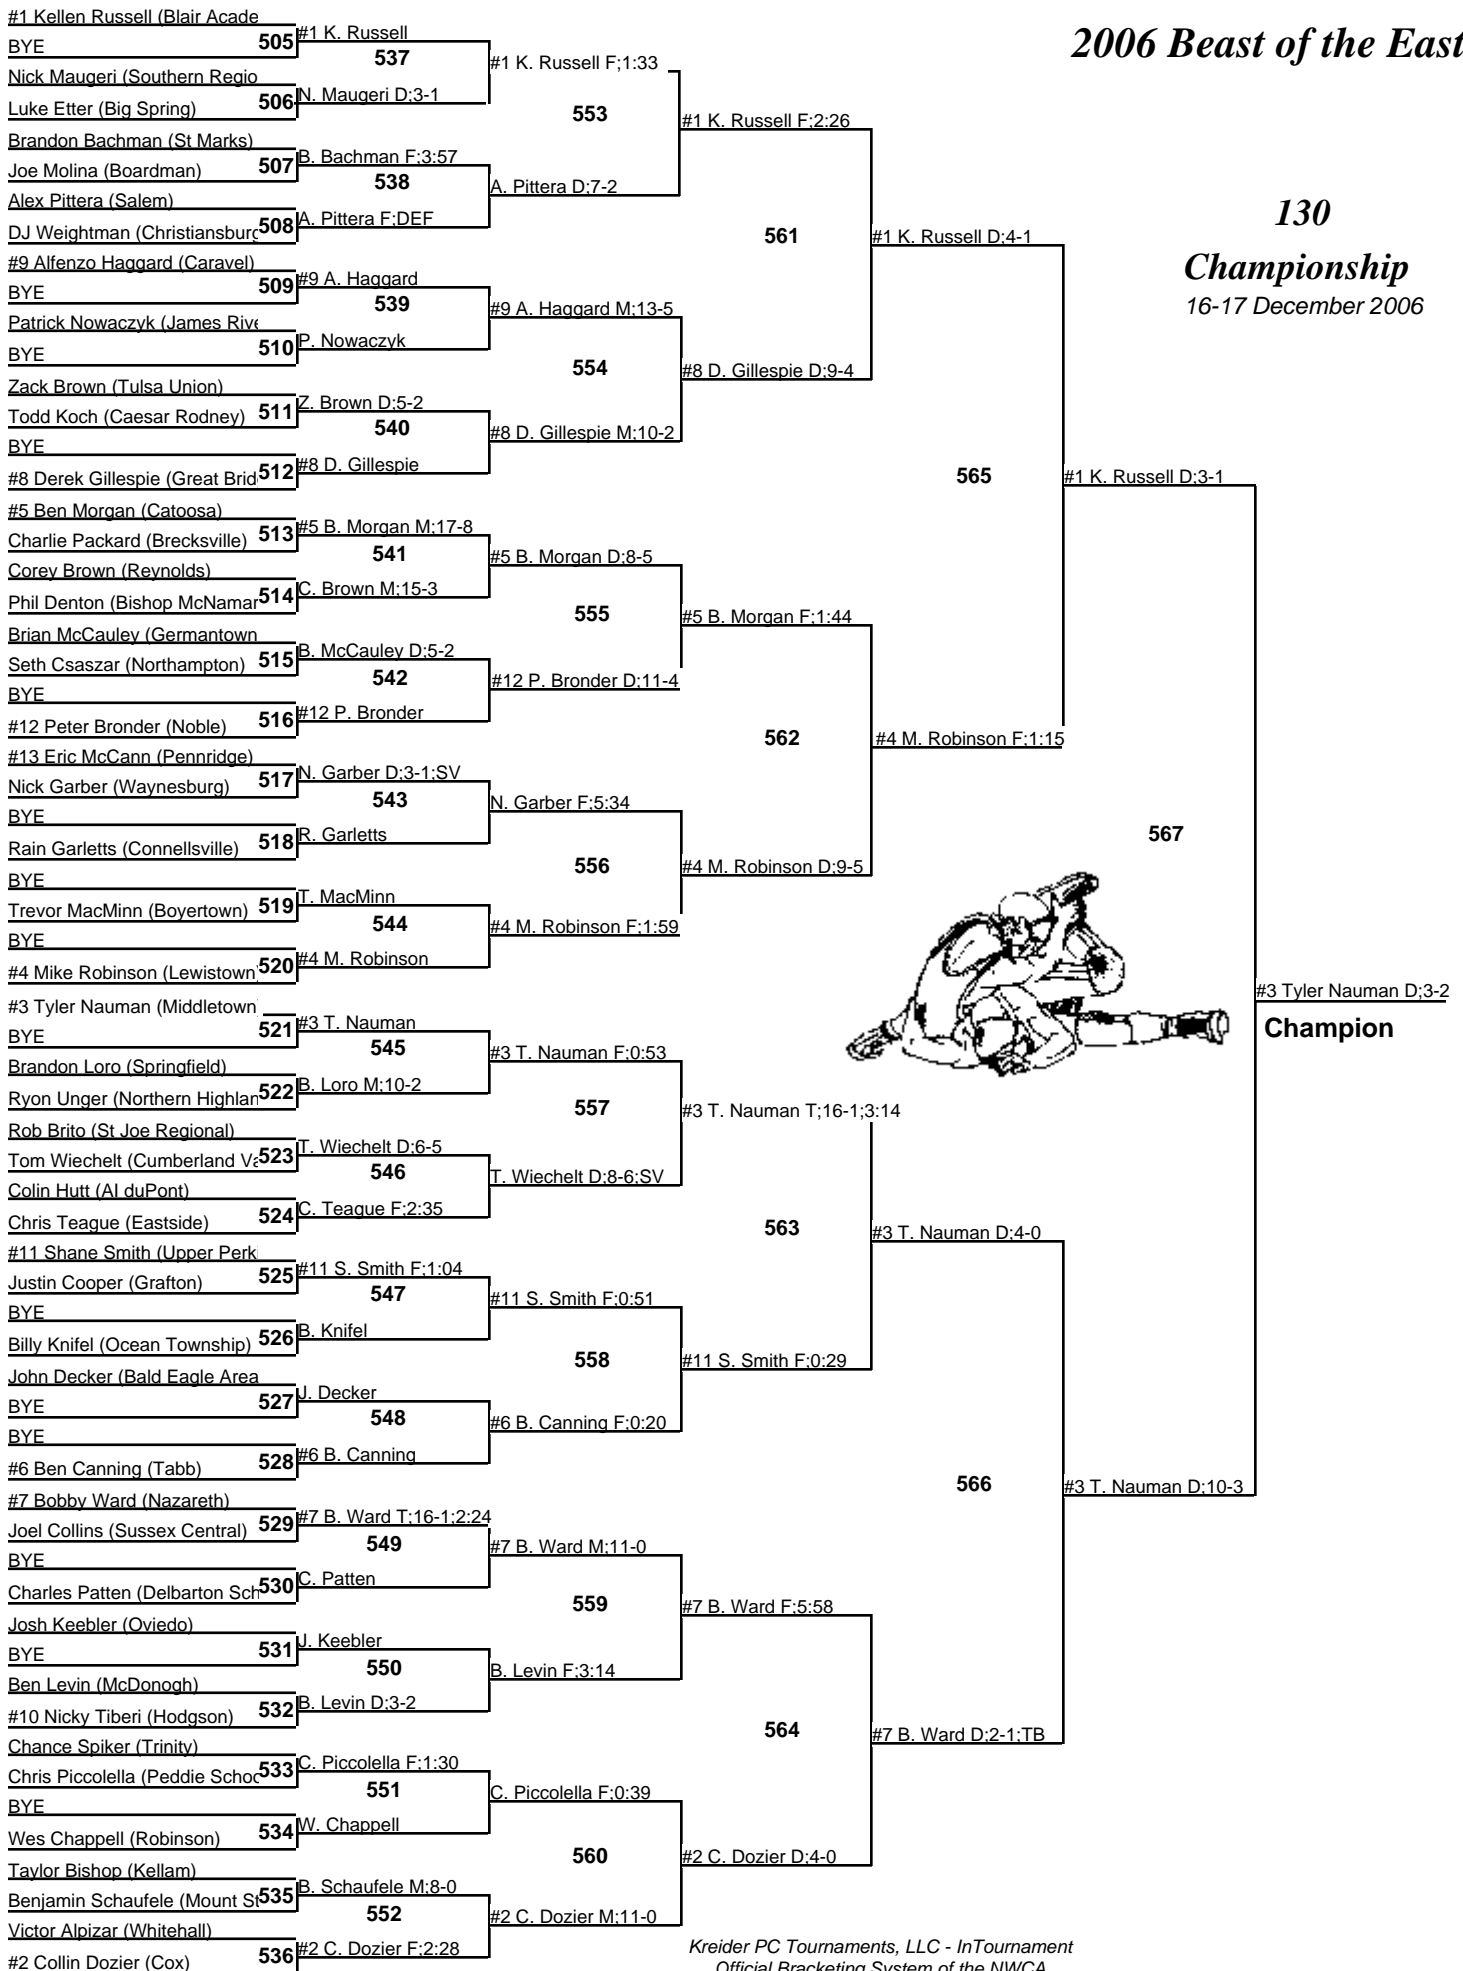 2006 Beast of the East
130
Championship
16-17 December 2006
#1 Kellen Russell (Blair Acade
BYE
Nick Maugeri (Southern Regio
Luke Etter (Big Spring)
Brandon Bachman (St Marks)
Joe Molina (Boardman)
Alex Pittera (Salem)
DJ Weightman (Christiansburg
#9 Alfenzo Haggard (Caravel)
BYE
Patrick Nowaczyk (James Rive
BYE
Zack Brown (Tulsa Union)
Todd Koch (Caesar Rodney)
BYE
#8 Derek Gillespie (Great Brid
#5 Ben Morgan (Catoosa)
Charlie Packard (Brecksville)
Corey Brown (Reynolds)
Phil Denton (Bishop McNamar
Brian McCauley (Germantown
Seth Csaszar (Northampton)
BYE
#12 Peter Bronder (Noble)
#13 Eric McCann (Pennridge)
Nick Garber (Waynesburg)
BYE
Rain Garletts (Connellsville)
BYE
Trevor MacMinn (Boyertown)
BYE
#4 Mike Robinson (Lewistown)
#3 Tyler Nauman (Middletown
BYE
Brandon Loro (Springfield)
Ryon Unger (Northern Highlan
Rob Brito (St Joe Regional)
Tom Wiechelt (Cumberland Va
Colin Hutt (AI duPont)
Chris Teague (Eastside)
#11 Shane Smith (Upper Perki
Justin Cooper (Grafton)
BYE
Billy Knifel (Ocean Township)
John Decker (Bald Eagle Area
BYE
BYE
#6 Ben Canning (Tabb)
#7 Bobby Ward (Nazareth)
Joel Collins (Sussex Central)
BYE
Charles Patten (Delbarton Sch
Josh Keebler (Oviedo)
BYE
Ben Levin (McDonogh)
#10 Nicky Tiberi (Hodgson)
Chance Spiker (Trinity)
Chris Piccolella (Peddie Schoo
BYE
Wes Chappell (Robinson)
Taylor Bishop (Kellam)
Benjamin Schaufele (Mount St
Victor Alpizar (Whitehall)
#2 Collin Dozier (Cox)
505
506
507
508
509
510
511
512
513
514
515
516
517
518
519
520
521
522
523
524
525
526
527
528
529
530
531
532
533
534
535
536
#1 K. Russell
537
N. Maugeri D;3-1
B. Bachman F;3:57
538
A. Pittera F;DEF
#9 A. Haggard
539
P. Nowaczyk
Z. Brown D;5-2
540
#8 D. Gillespie
#5 B. Morgan M;17-8
541
C. Brown M;15-3
B. McCauley D;5-2
542
#12 P. Bronder
N. Garber D;3-1;SV
543
R. Garletts
T. MacMinn
544
#4 M. Robinson
#3 T. Nauman
545
B. Loro M;10-2
T. Wiechelt D;6-5
546
C. Teague F;2:35
#11 S. Smith F;1:04
547
B. Knifel
J. Decker
548
#6 B. Canning
#7 B. Ward T;16-1;2:24
549
C. Patten
J. Keebler
550
B. Levin D;3-2
C. Piccolella F;1:30
551
W. Chappell
B. Schaufele M;8-0
552
#2 C. Dozier F;2:28
#1 K. Russell F;1:33
553
A. Pittera D;7-2
#9 A. Haggard M;13-5
554
#8 D. Gillespie M;10-2
#5 B. Morgan D;8-5
555
#12 P. Bronder D;11-4
N. Garber F;5:34
556
#4 M. Robinson F;1:59
#3 T. Nauman F;0:53
557
T. Wiechelt D;8-6;SV
#11 S. Smith F;0:51
558
#6 B. Canning F;0:20
#7 B. Ward M;11-0
559
B. Levin F;3:14
C. Piccolella F;0:39
560
#2 C. Dozier M;11-0
#1 K. Russell F;2:26
561
#8 D. Gillespie D;9-4
#5 B. Morgan F;1:44
562
#4 M. Robinson D;9-5
#3 T. Nauman T;16-1;3:14
563
#11 S. Smith F;0:29
#7 B. Ward F;5:58
564
#2 C. Dozier D;4-0
#1 K. Russell D;4-1
565
#4 M. Robinson F;1:15
#3 T. Nauman D;4-0
566
#7 B. Ward D;2-1;TB
#1 K. Russell D;3-1
567
#3 T. Nauman D;10-3
#3 Tyler Nauman D;3-2
Champion
Kreider PC Tournaments, LLC - InTournament
Official Bracketing System of the NWCA